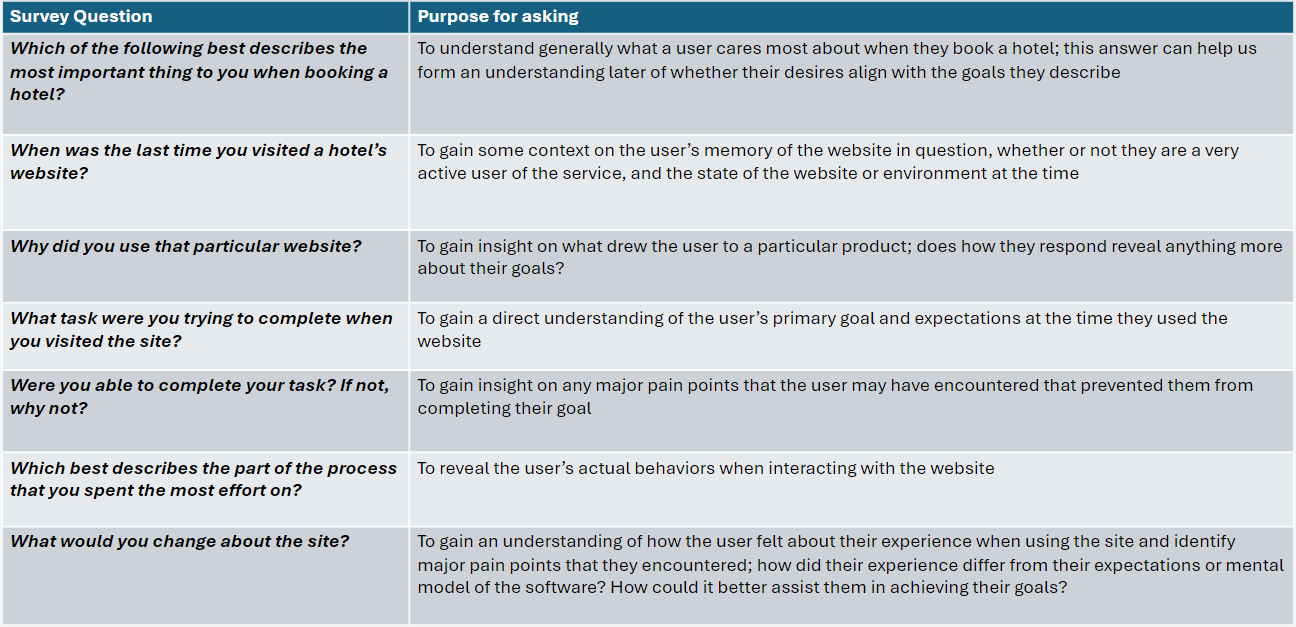 Survey Question
Purpose for asking
Which of the following best describes the
most important thing to you when booking a
hotel?
To understand generally what a user cares most about when they book a hotel; this answer can help us
form an understanding later of whether their desires align with the goals they describe
When was the last time you visited a hotel’s
website?
To gain some context on the user’s memory of the website in question, whether or not they are a very
active user of the service, and the state of the website or environment at the time
Why did you use that particular website?
To gain insight on what drew the user to a particular product; does how they respond reveal anything more
about their goals?
What task were you trying to complete when
you visited the site?
To gain a direct understanding of the user’s primary goal and expectations at the time they used the
website
Were you able to complete your task? If not,
why not?
To gain insight on any major pain points that the user may have encountered that prevented them from
completing their goal
Which best describes the part of the process
that you spent the most effort on?
To reveal the user’s actual behaviors when interacting with the website
What would you change about the site?
To gain an understanding of how the user felt about their experience when using the site and identify
major pain points that they encountered; how did their experience differ from their expectations or mental
model of the software? How could it better assist them in achieving their goals?